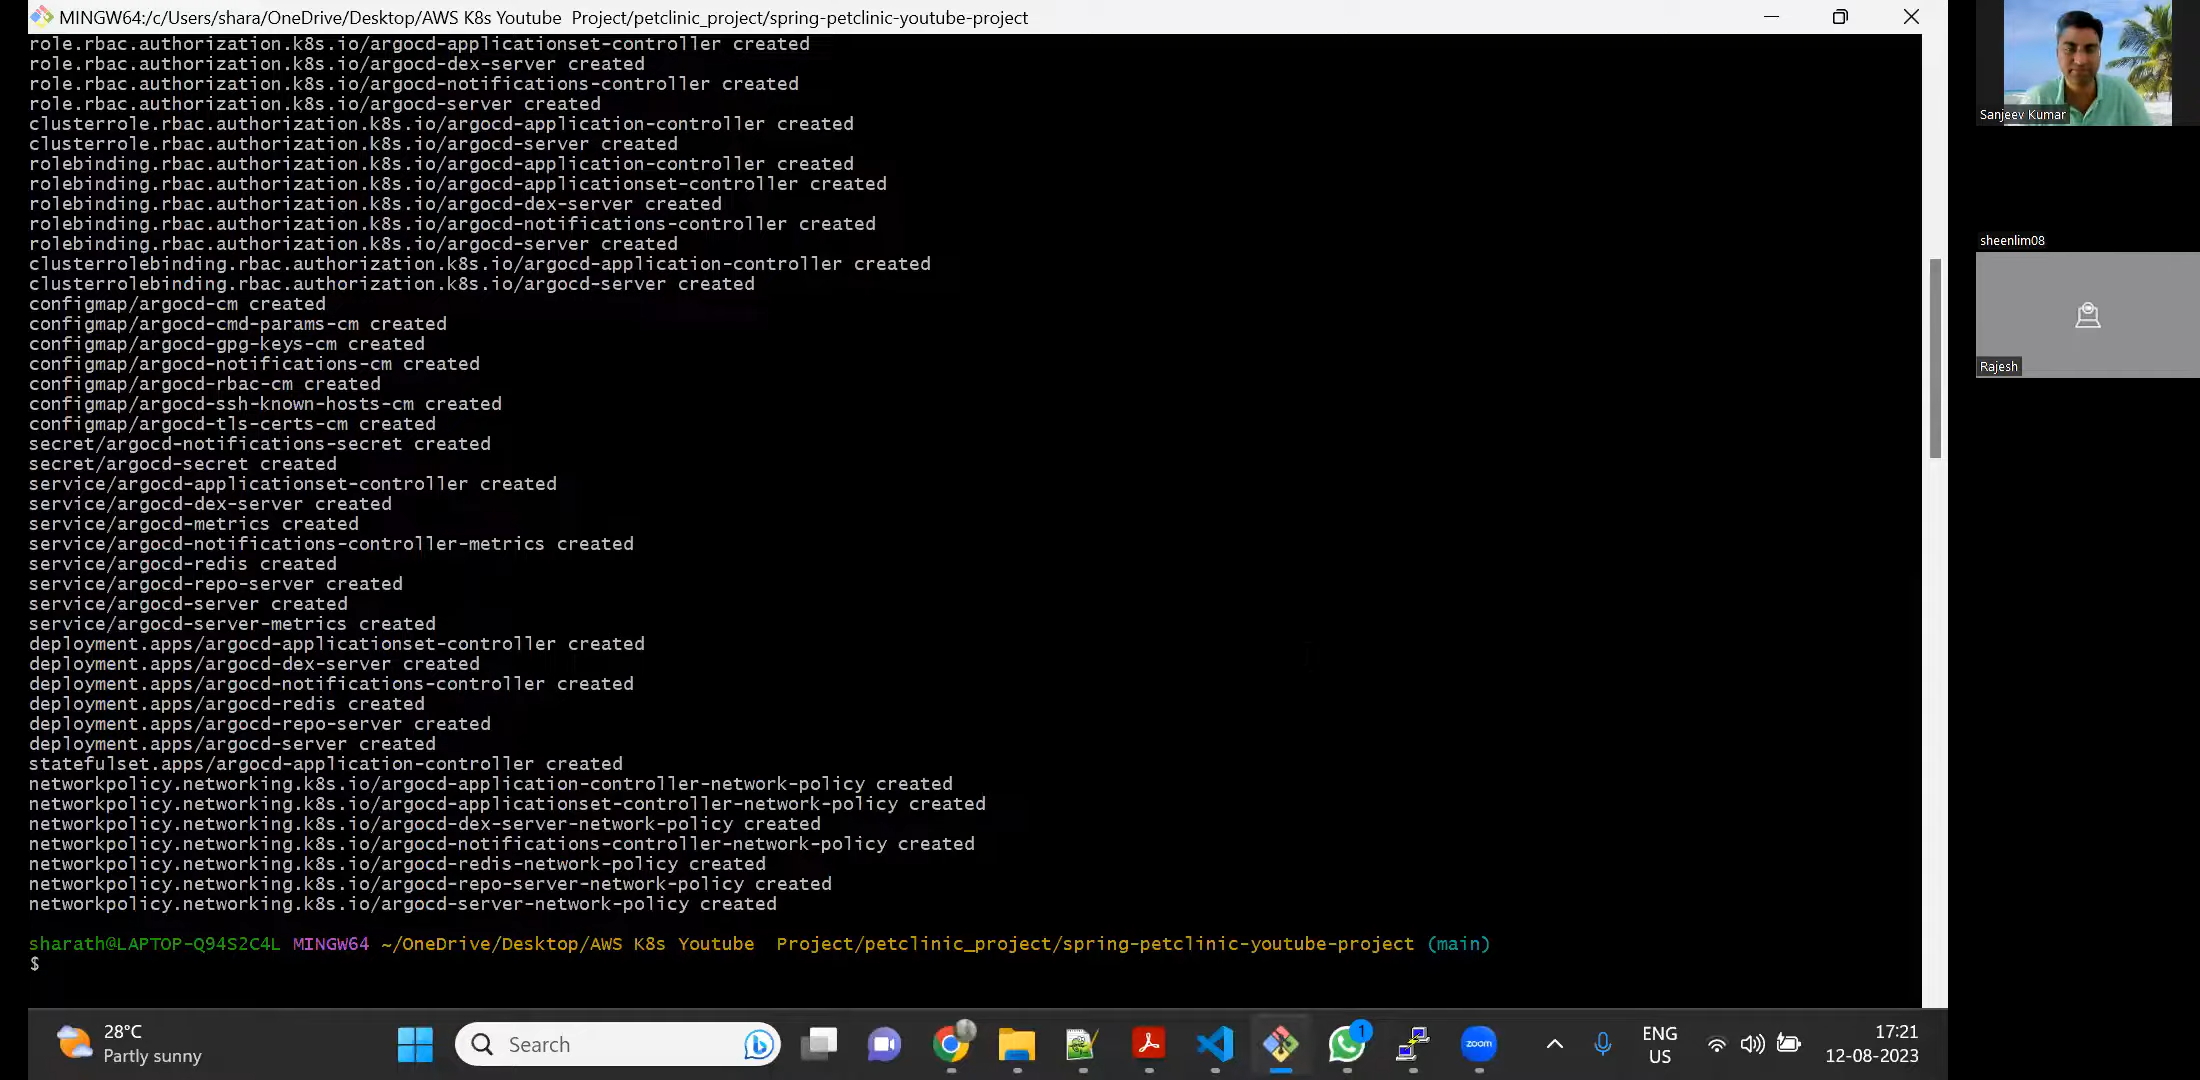 MINGW64:/c/Users/shara/OneDrive/Desktop/AWS K8s Youtube  Project/petclinic_project/spring-petclinic-youtube-project
role.rbac.authorization.k8s.io/argocd-applicationset-controller created
role.rbac.authorization.k8s.io/argocd-dex-server created
role.rbac.authorization.k8s.io/argocd-notifications-controller created
role.rbac.authorization.k8s.io/argocd-server created
clusterrole.rbac.authorization.k8s.io/argocd-application-controller created
clusterrole.rbac.authorization.k8s.io/argocd-server created
rolebinding.rbac.authorization.k8s.io/argocd-application-controller created
rolebinding.rbac.authorization.k8s.io/argocd-applicationset-controller created
rolebinding.rbac.authorization.k8s.io/argocd-dex-server created
rolebinding.rbac.authorization.k8s.io/argocd-notifications-controller created
rolebinding.rbac.authorization.k8s.io/argocd-server created
clusterrolebinding.rbac.authorization.k8s.io/argocd-application-controller created
clusterrolebinding.rbac.authorization.k8s.io/argocd-server created
configmap/argocd-cm created
configmap/argocd-cmd-params-cm created
configmap/argocd-gpg-keys-cm created
configmap/argocd-notifications-cm created
configmap/argocd-rbac-cm created
configmap/argocd-ssh-known-hosts-cm created
configmap/argocd-tls-certs-cm created
secret/argocd-notifications-secret created
secret/argocd-secret created
service/argocd-applicationset-controller created
service/argocd-dex-server created
service/argocd-metrics created
service/argocd-notifications-controller-metrics created
service/argocd-redis created
service/argocd-repo-server created
service/argocd-server created
service/argocd-server-metrics created
deployment.apps/argocd-applicationset-controller created
deployment.apps/argocd-dex-server created
deployment.apps/argocd-notifications-controller created
deployment.apps/argocd-redis created
deployment.apps/argocd-repo-server created
deployment.apps/argocd-server created
statefulset.apps/argocd-application-controller created
networkpolicy.networking.k8s.io/argocd-application-controller-network-policy created
networkpolicy.networking.k8s.io/argocd-applicationset-controller-network-policy created
networkpolicy.networking.k8s.io/argocd-dex-server-network-policy created
networkpolicy.networking.k8s.io/argocd-notifications-controller-network-policy created
networkpolicy.networking.k8s.io/argocd-redis-network-policy created
networkpolicy.networking.k8s.io/argocd-repo-server-network-policy created
networkpolicy.networking.k8s.io/argocd-server-network-policy created
sharath@LAPTOP-Q94S2C4L MINGW64 ~/OneDrive/Desktop/AWS K8s Youtube  Project/petclinic_project/spring-petclinic-youtube-project (main)
$
Sanjeev Kumar
sheenlim08
Rajesh
28°C
Partly sunny
Search
1
zoom
ENG
US
17:21
12-08-2023